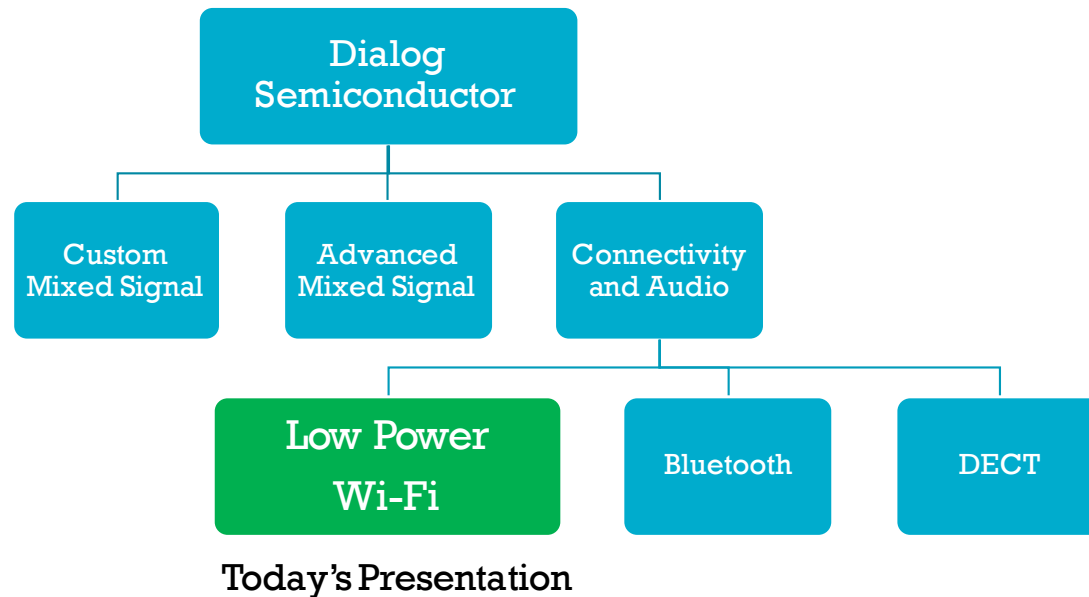 Dialog
Semiconductor
Custom
Mixed Signal
Advanced
Mixed Signal
Connectivity
and Audio
Low Power
Wi-Fi
Bluetooth
DECT
Today's Presentation